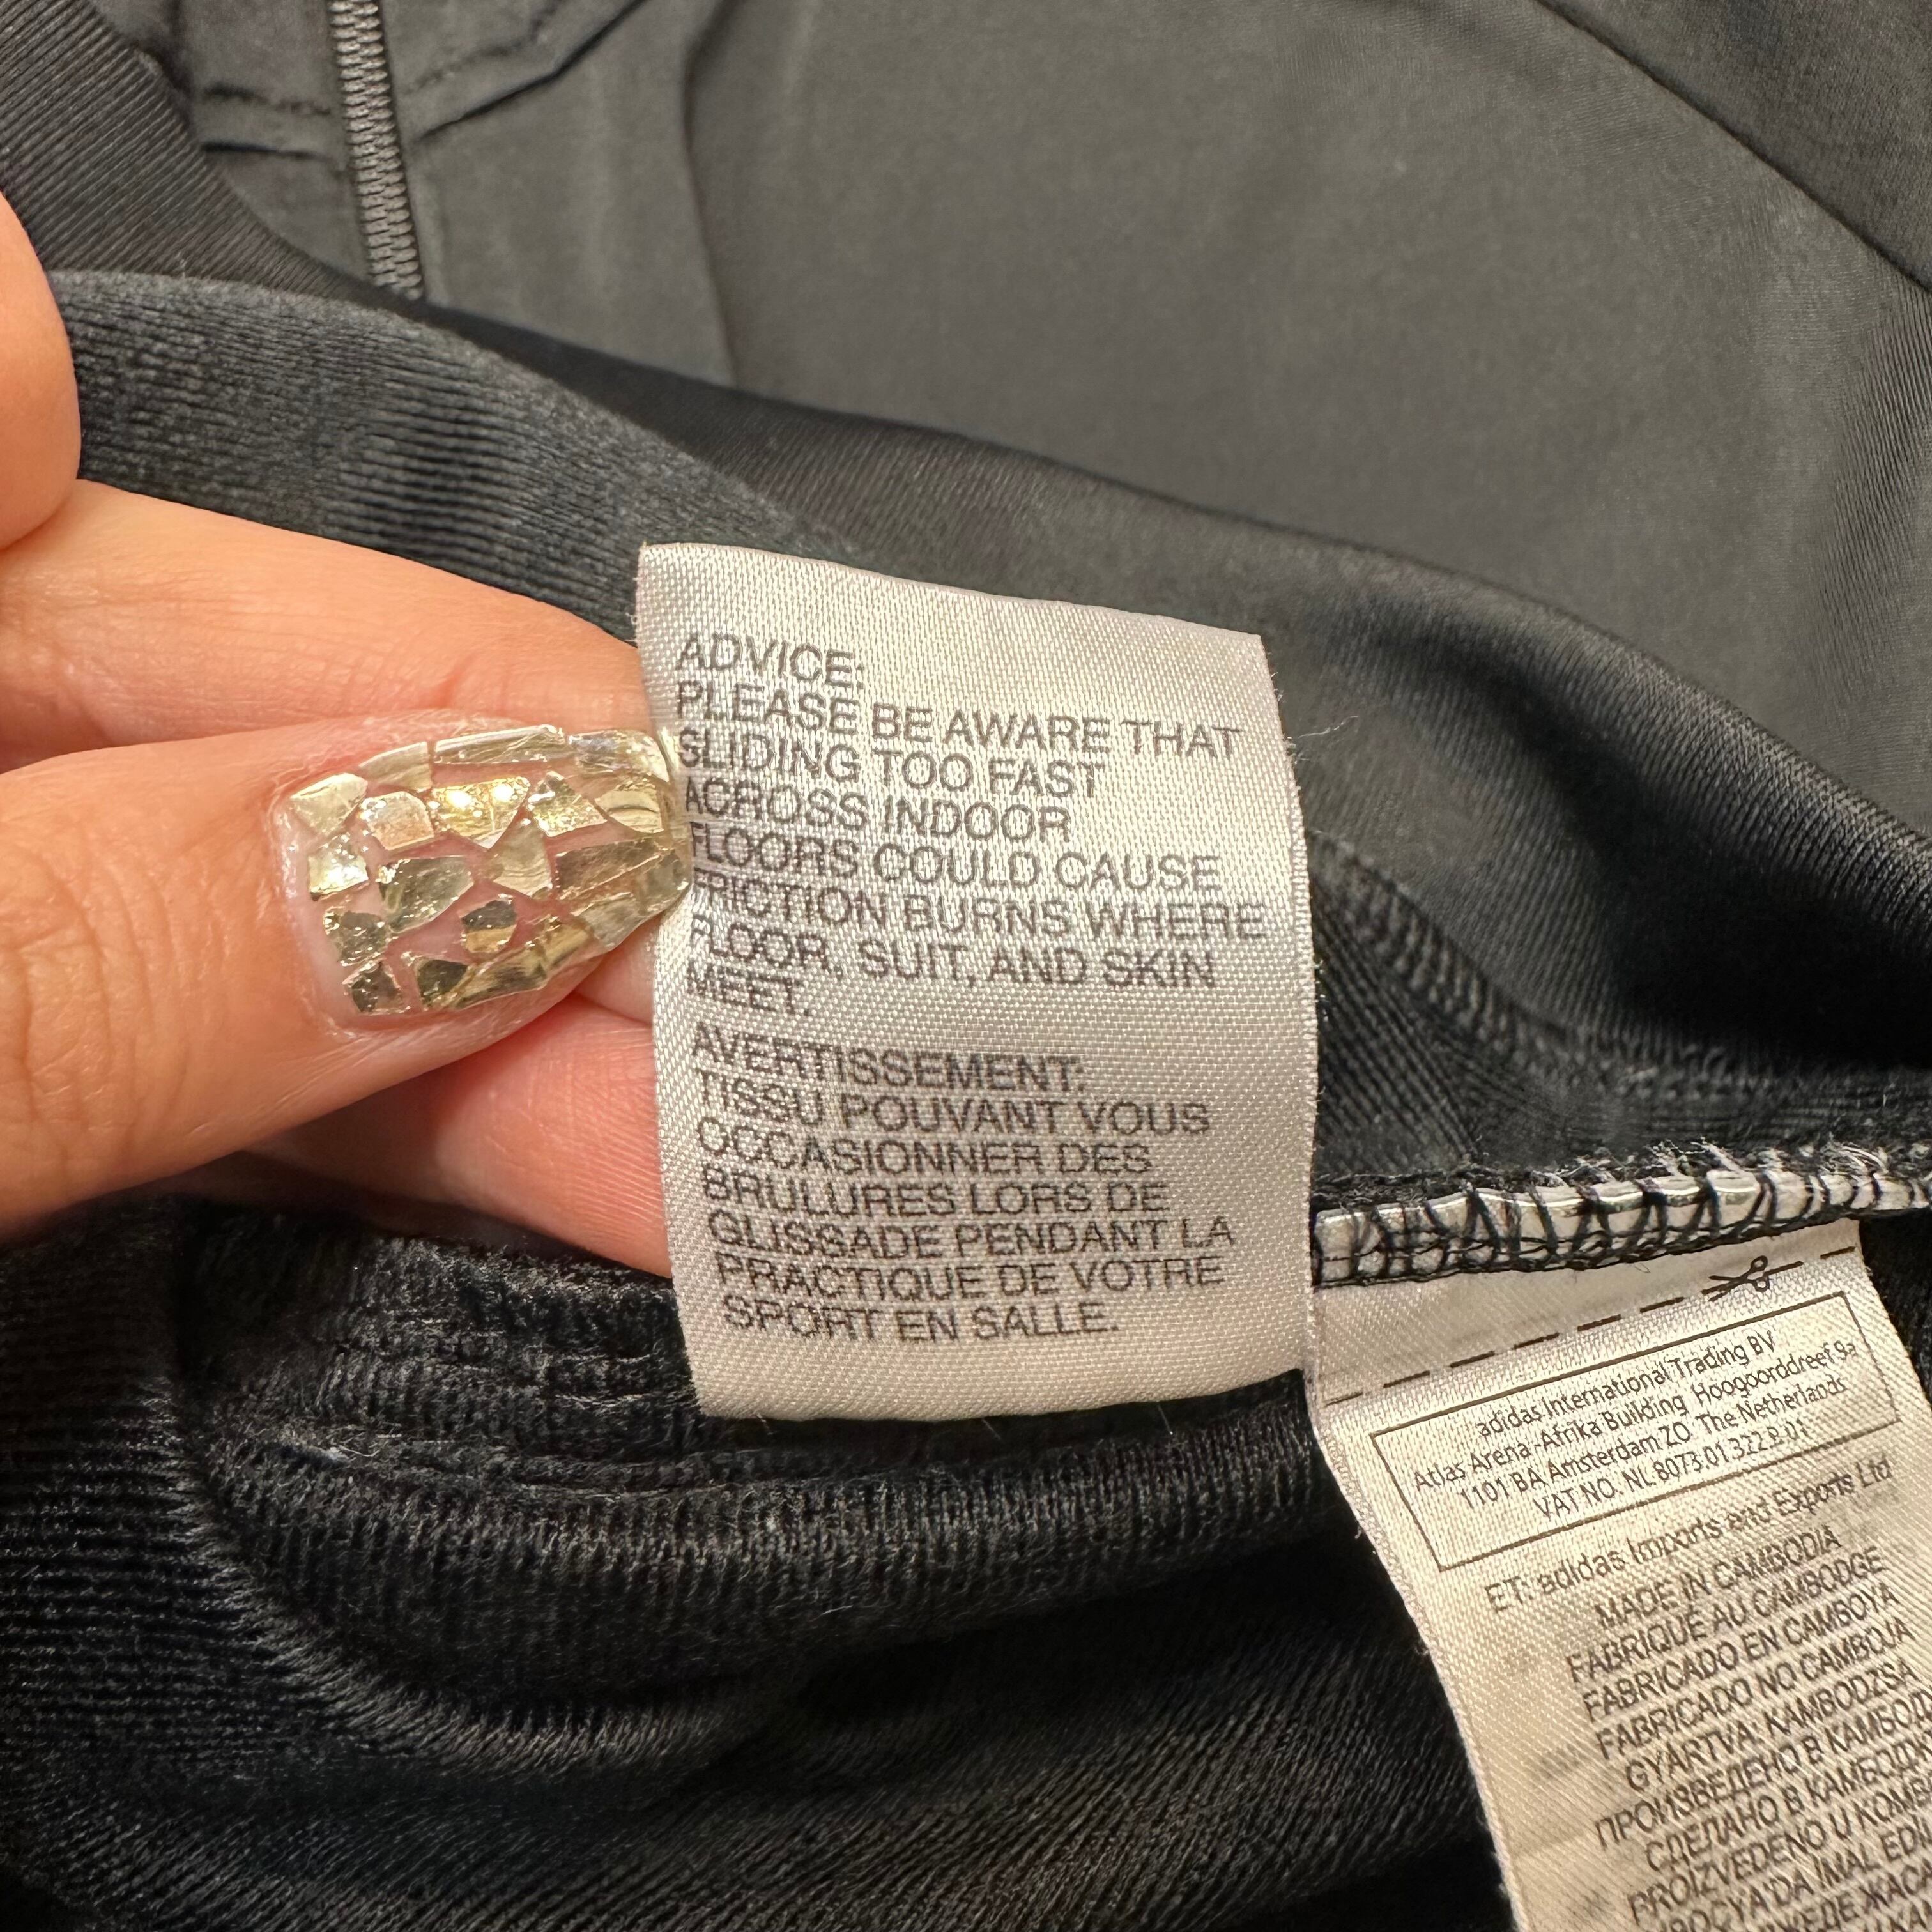 ADVICE:
PLEASE BE AWARE THAT
SLIDING TOO FAST
ACROSS INDOOR
FLOORS COULD CAUSE
FRICTION BURNS WHERE
FLOOR, SUIT, AND SKIN
MEET.
AVERTISSEMENT:
TISSU POUVANT VOUS
OCCASIONNER DES
BRULURES LORS DE
GLISSADE PENDANT LA
PRACTIQUE DE VOTRE
SPORT EN SALLE.
adidas International Trading BV
Atlas Arena-Afrika Building Hoogoorddreef 9a
1101 BA Amsterdam ZO The Netherlands
VAT NO. NL 8073.01.322.B.01
ET: adidas Imports and Exports Ltd
MADE IN CAMBODIA
FABRIQUÉ AU CAMBODGE
FABRICADO EN CAMBOYA
FABRICADO NO CAMBOJA
GYÁRTVA: KAMBODZSA
ПРОИЗВЕДЕНО В
СДЕЛАНО В
PROIZVEDENO U